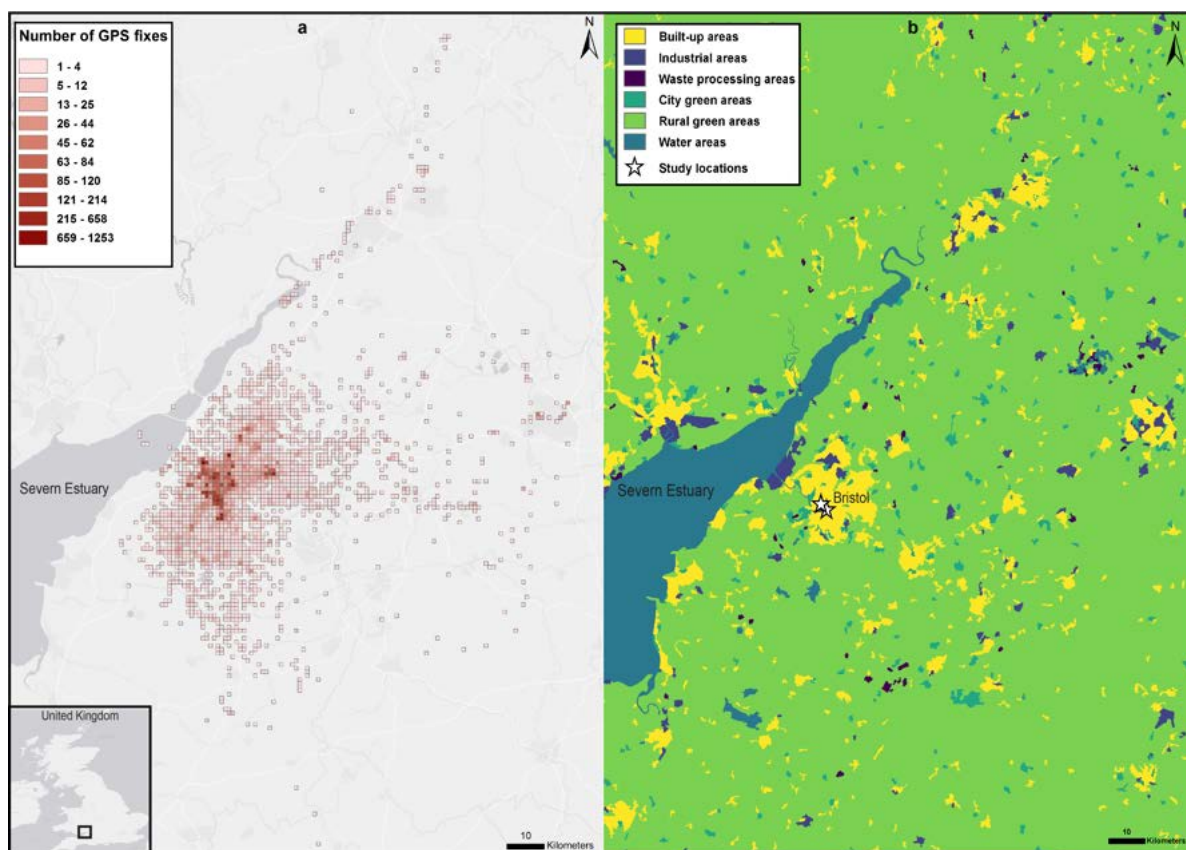 a
N
Number of GPS fixes
1 - 4
5 - 12
13 - 25
26 - 44
45 - 62
63 - 84
85 - 120
121 - 214
215 - 658
659 - 1253
Severn Estuary
United Kingdom
10
Kilometers
b
N
Built-up areas
Industrial areas
Waste processing areas
City green areas
Rural green areas
Water areas
Study locations
Severn Estuary
Bristol
10
Kilometers